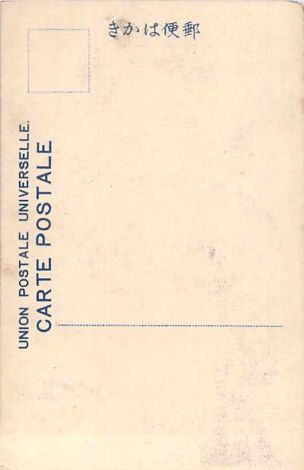 きかは便郵
UNION POSTALE UNIVERSELLE.
CARTE POSTALE